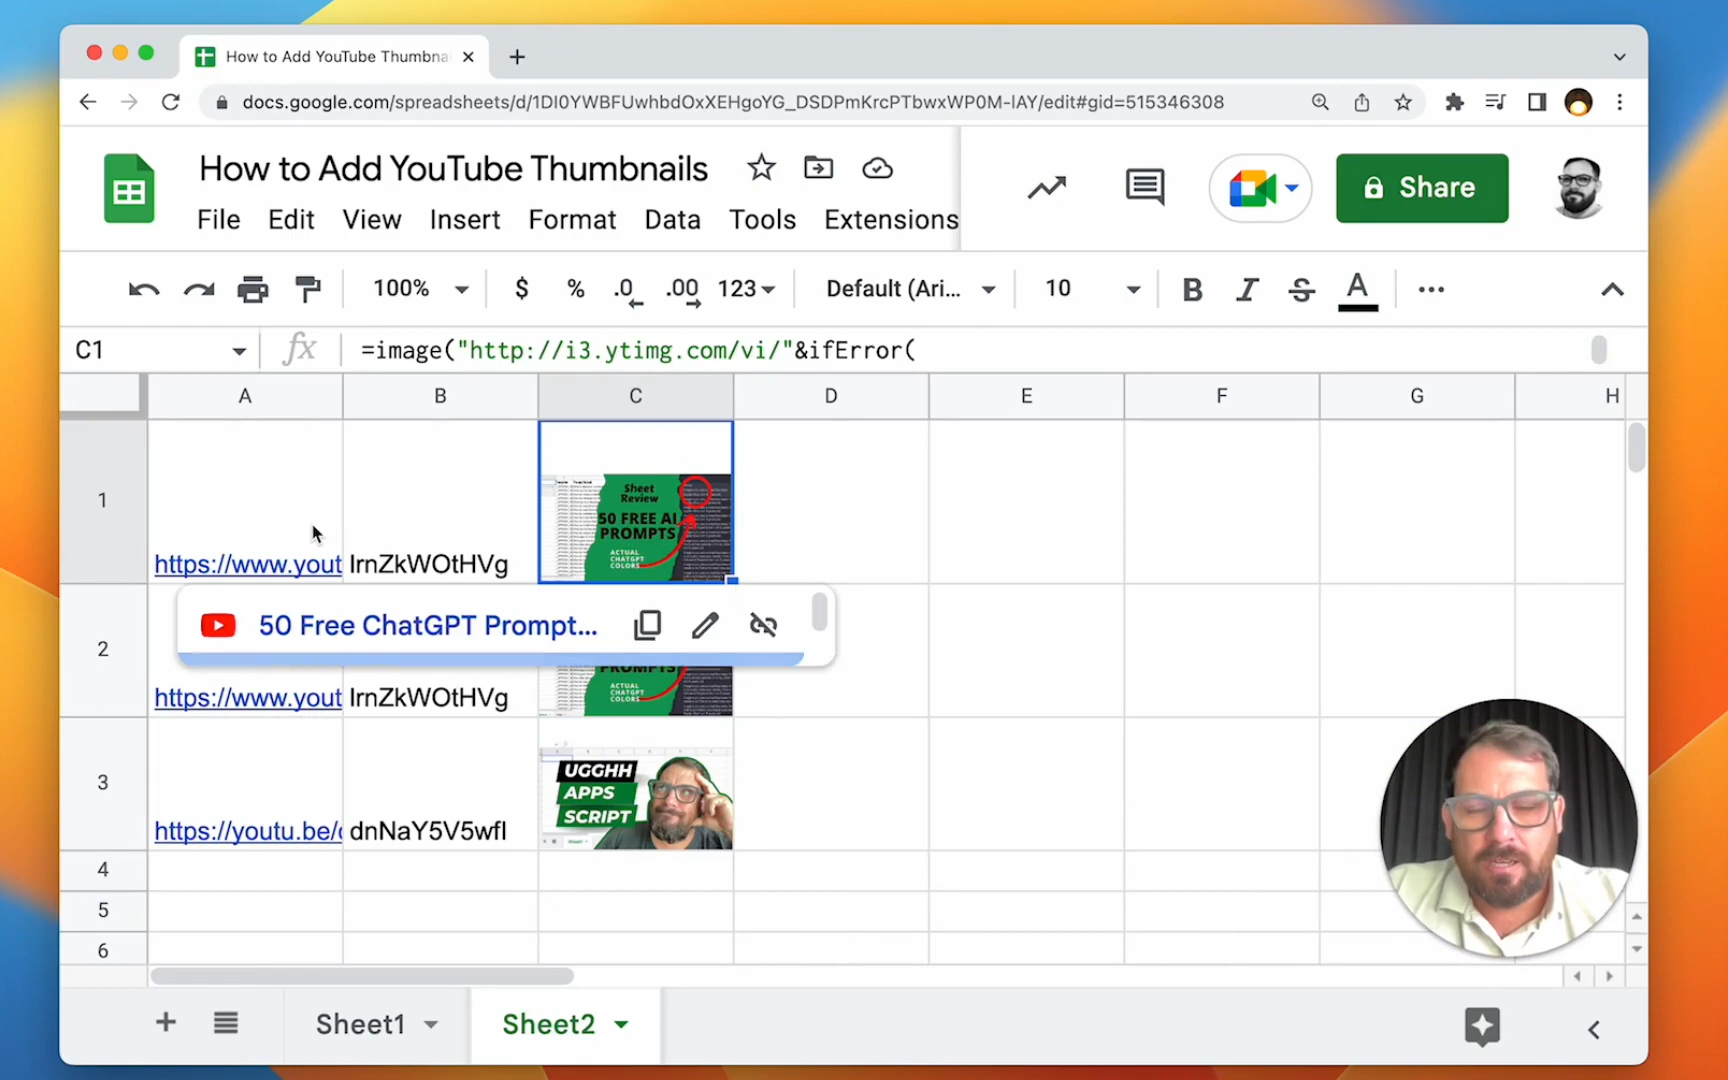 How to Add YouTube Thumbna
docs.google.com/spreadsheets/d/1DI0YWBFUwhbdOxXEHgoYG_DSDPmKrcPTbwxWP0M-lAY/edit#gid=515346308
How to Add YouTube Thumbnails
File Edit View Insert Format Data Tools Extensions
Share
100% $ % .0 .00 123 Default (Ari... 10 B I S A
C1 fx =image("http://i3.ytimg.com/vi/"&ifError(
A B C D E F G H
1
Sheet
Review
50 FREE AI
PROMPTS
ACTUAL
CHATGPT
COLORS
https://www.yout IrnZkWOtHVg
50 Free ChatGPT Prompt...
2
PROMPTS
ACTUAL
CHATGPT
COLORS
https://www.yout IrnZkWOtHVg
3
UGGHH
APPS
SCRIPT
https://youtu.be/ dnNaY5V5wfI
4
5
6
Sheet1 Sheet2